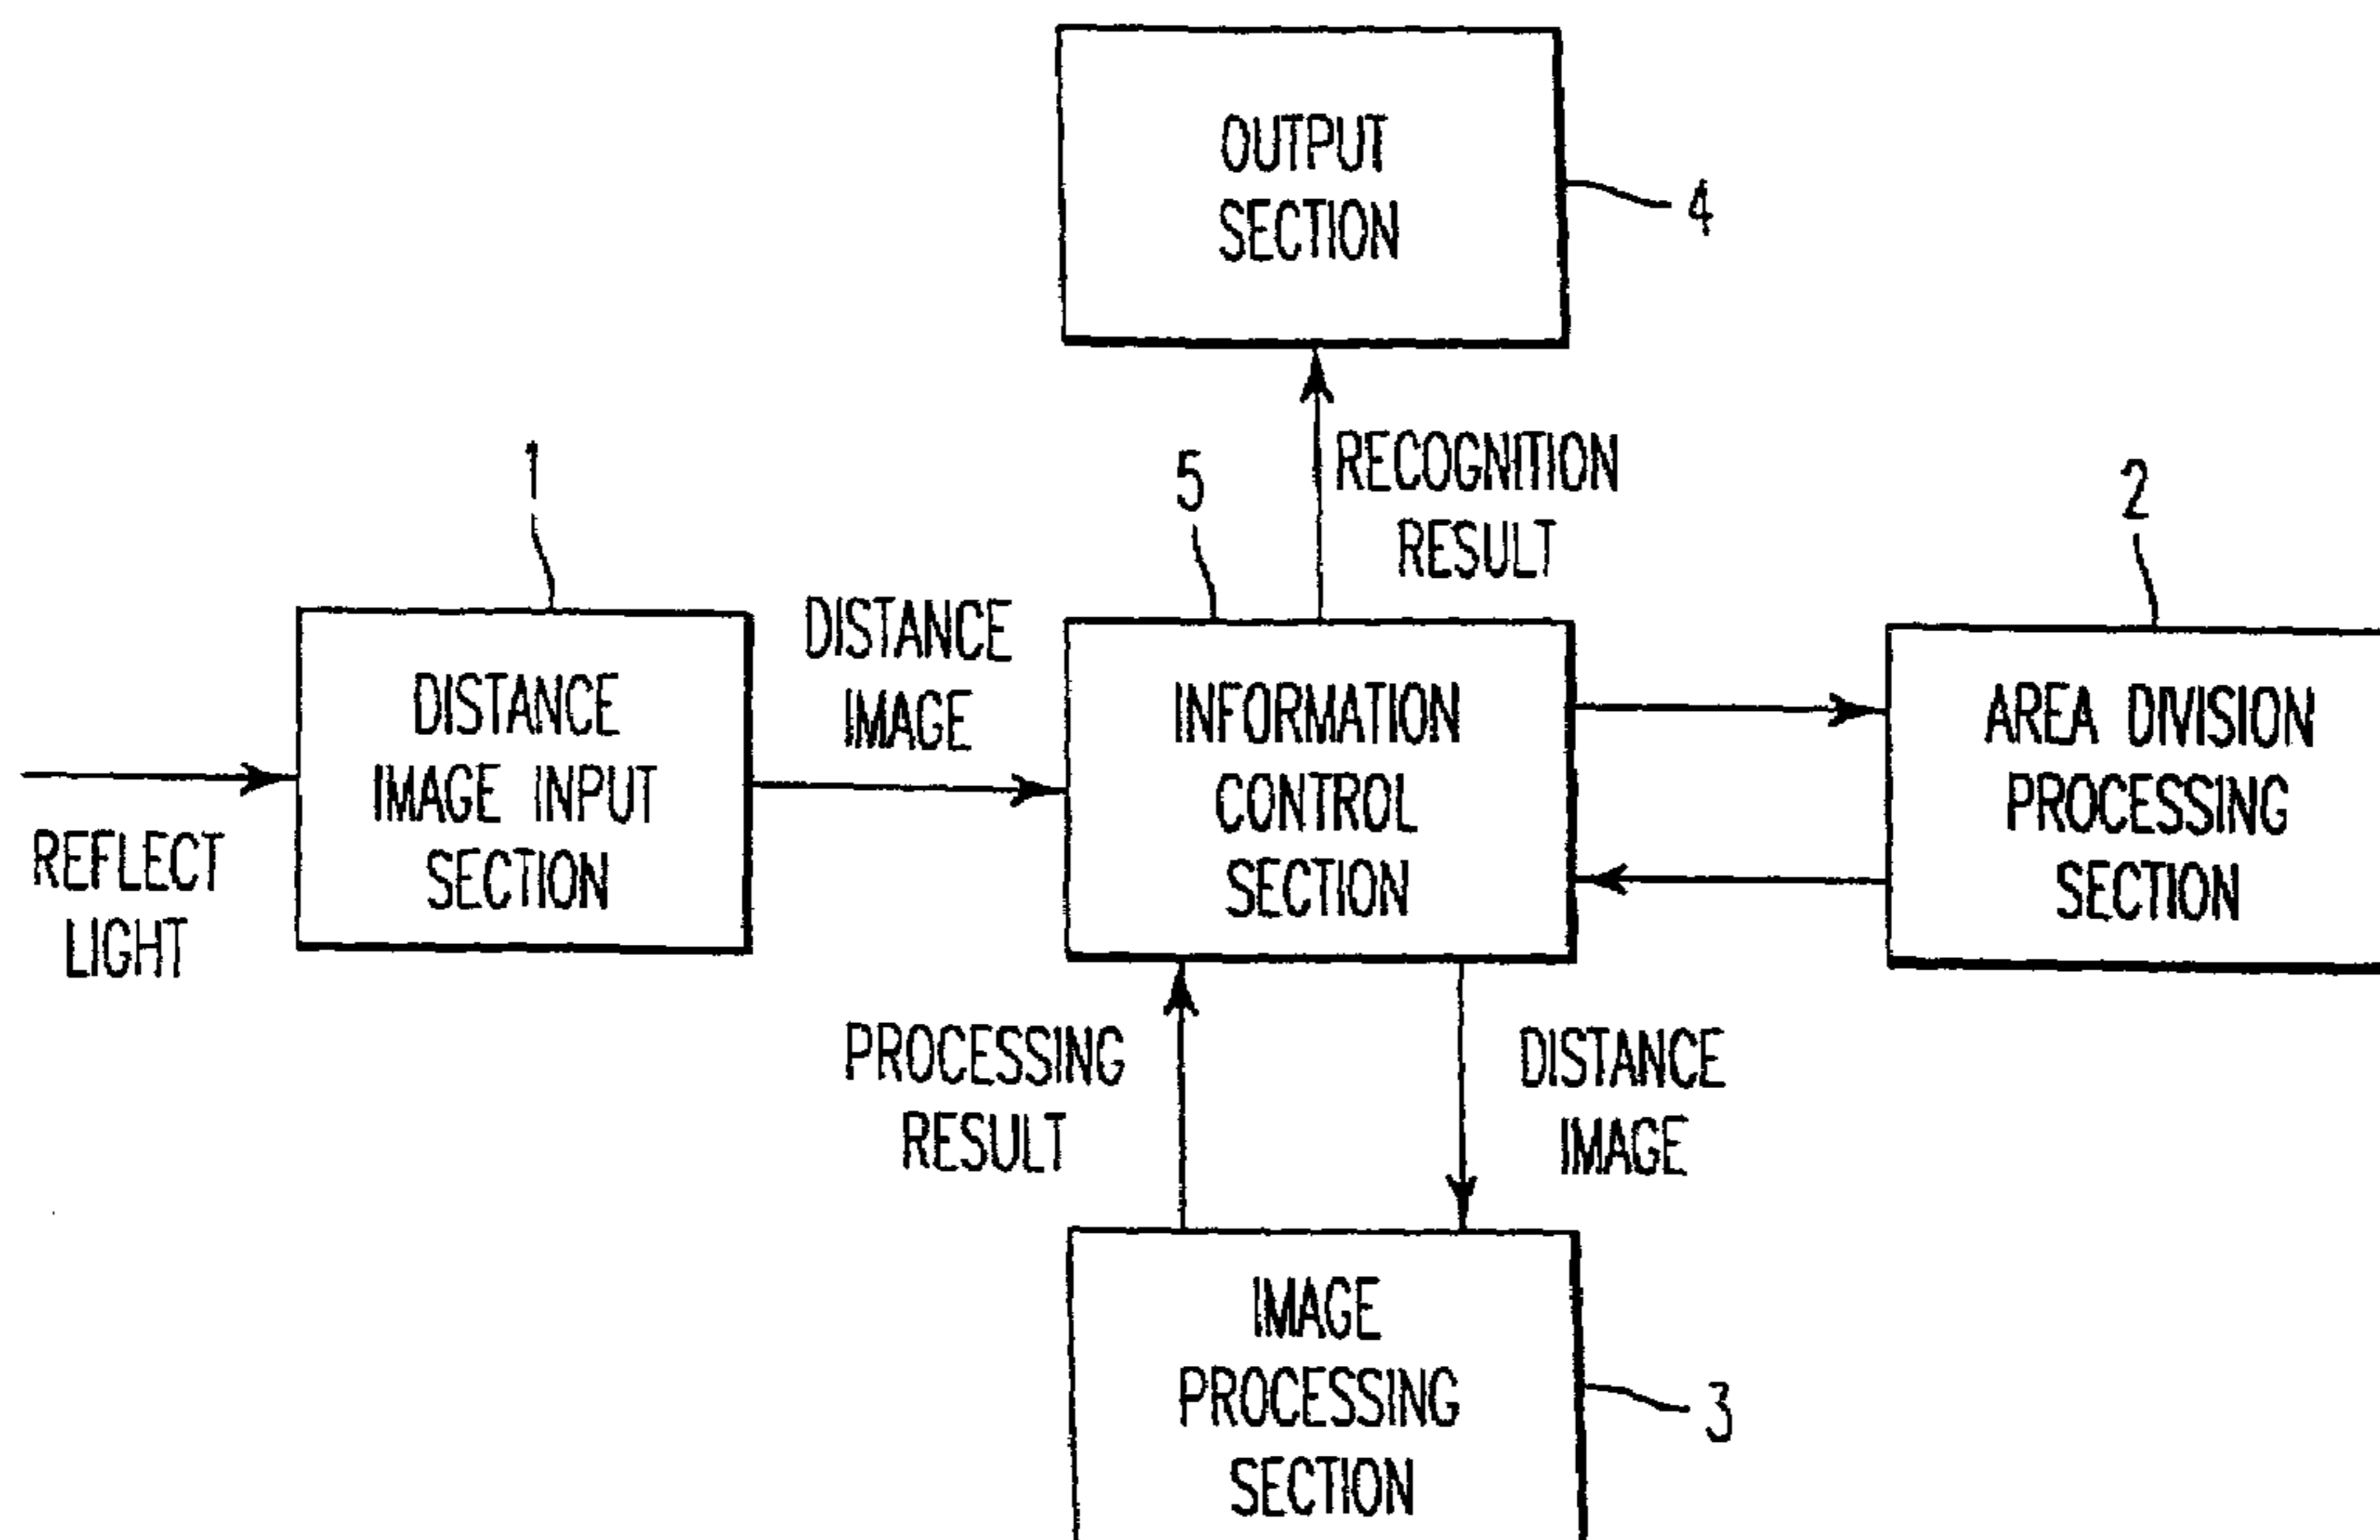 OUTPUT
SECTION
4
RECOGNITION
RESULT
1
5
2
DISTANCE
IMAGE
DISTANCE
IMAGE INPUT
SECTION
INFORMATION
CONTROL
SECTION
AREA DIVISION
PROCESSING
SECTION
REFLECT
LIGHT
PROCESSING
RESULT
DISTANCE
IMAGE
IMAGE
PROCESSING
SECTION
3